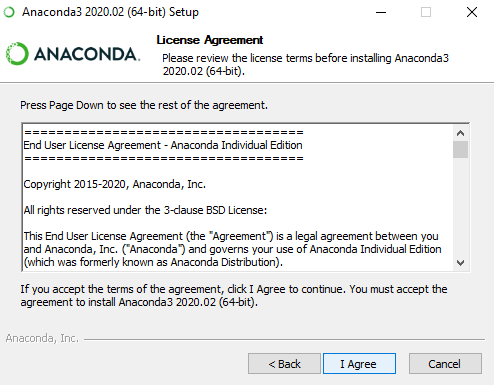 Anaconda3 2020.02 (64-bit) Setup
ANACONDA.
License Agreement
Please review the license terms before installing Anaconda3
2020.02 (64-bit).
Press Page Down to see the rest of the agreement.
===================================
End User License Agreement - Anaconda Individual Edition
===================================
Copyright 2015-2020, Anaconda, Inc.
All rights reserved under the 3-clause BSD License:
This End User License Agreement (the "Agreement") is a legal agreement between you
and Anaconda, Inc. ("Anaconda") and governs your use of Anaconda Individual Edition
(which was formerly known as Anaconda Distribution).
If you accept the terms of the agreement, click I Agree to continue. You must accept the
agreement to install Anaconda3 2020.02 (64-bit).
Anaconda, Inc.
< Back
I Agree
Cancel